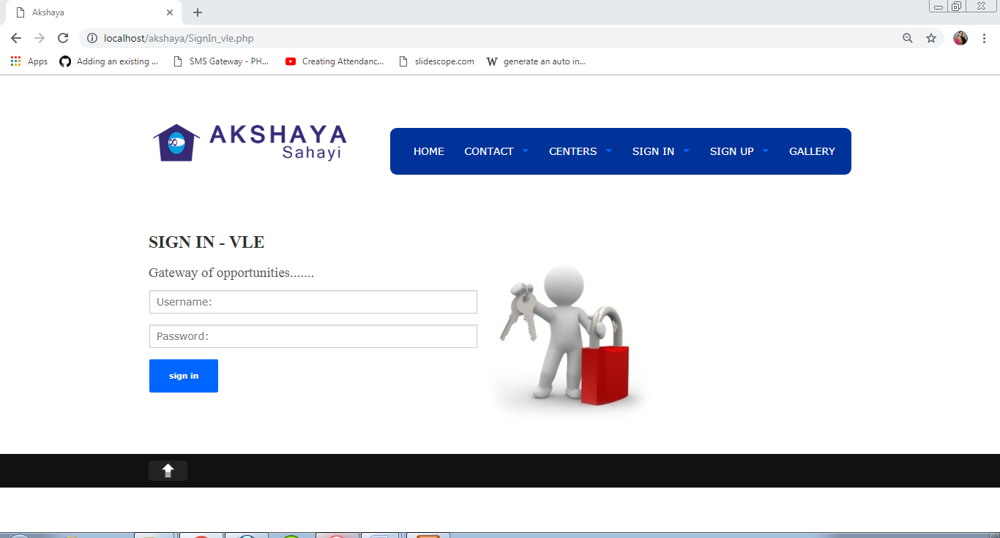 Akshaya
localhost/akshaya/SignIn_vle.php
Apps Adding an existing ... SMS Gateway - PH... Creating Attendanc... slidescope.com W generate an auto in...
AKSHAYA
Sahayi
HOME CONTACT CENTERS SIGN IN SIGN UP GALLERY
SIGN IN - VLE
Gateway of opportunities.......
Username:
Password:
sign in